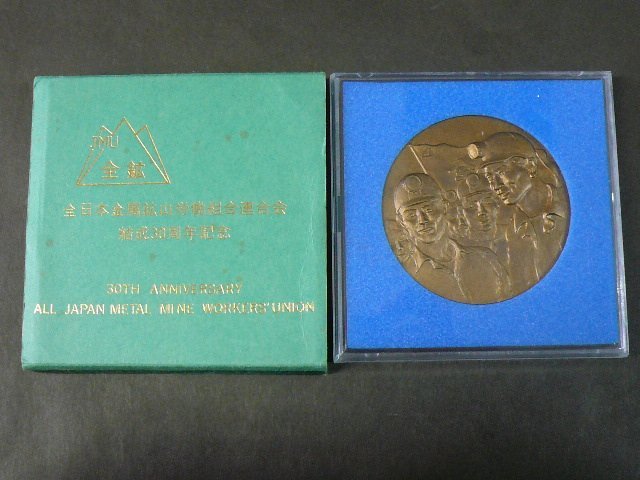 JMU
全鉱
全日本金属鉱山労働組合連合会
結成30周年記念
30TH ANNIVERSARY
ALL JAPAN METAL MINE WORKERS' UNION